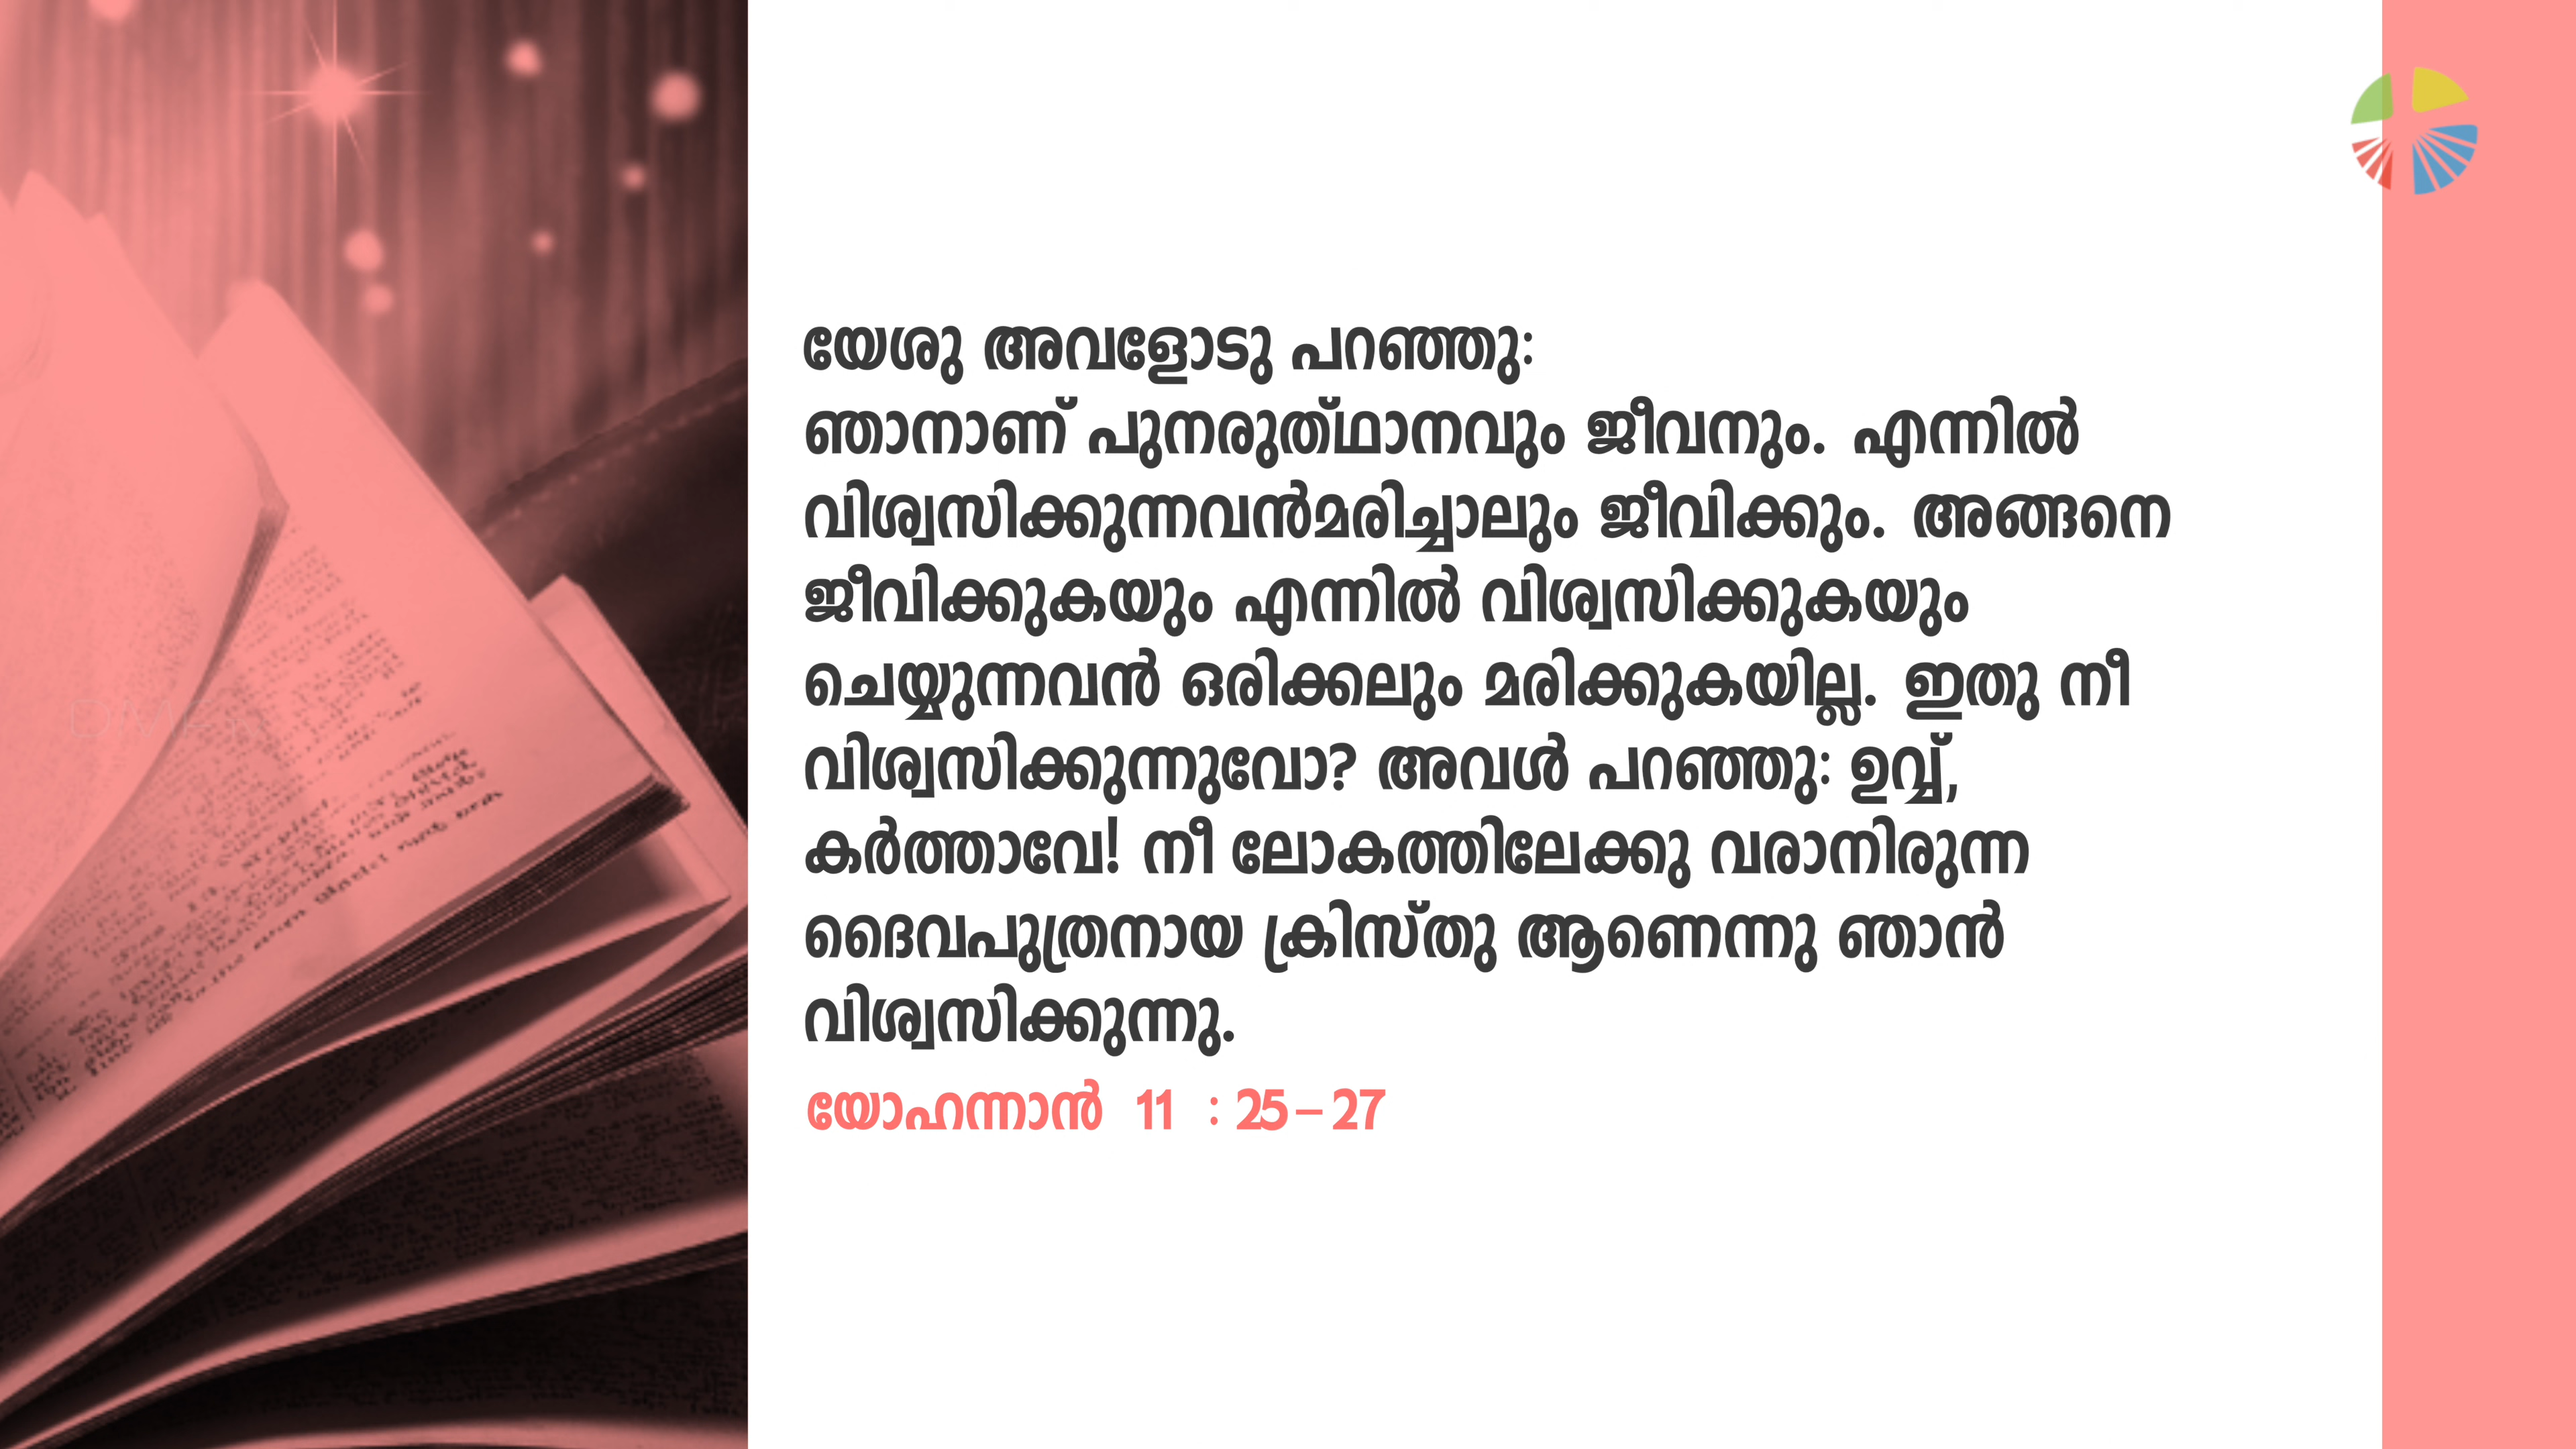 യേശു അവളോടു പറഞ്ഞു:
ഞാനാണ് പുനരുത്ഥാനവും ജീവനും. എന്നിൽ
വിശ്വസിക്കുന്നവൻമരിച്ചാലും ജീവിക്കും. അങ്ങനെ
ജീവിക്കുകയും എന്നിൽ വിശ്വസിക്കുകയും
ചെയ്യുന്നവൻ ഒരിക്കലും മരിക്കുകയില്ല. ഇതു നീ
വിശ്വസിക്കുന്നുവോ? അവൾ പറഞ്ഞു: ഉവ്വ്,
കർത്താവേ! നീ ലോകത്തിലേക്കു വരാനിരുന്ന
ദൈവപുത്രനായ ക്രിസ്തു ആണെന്നു ഞാൻ
വിശ്വസിക്കുന്നു.
യോഹന്നാൻ 11 : 25-27